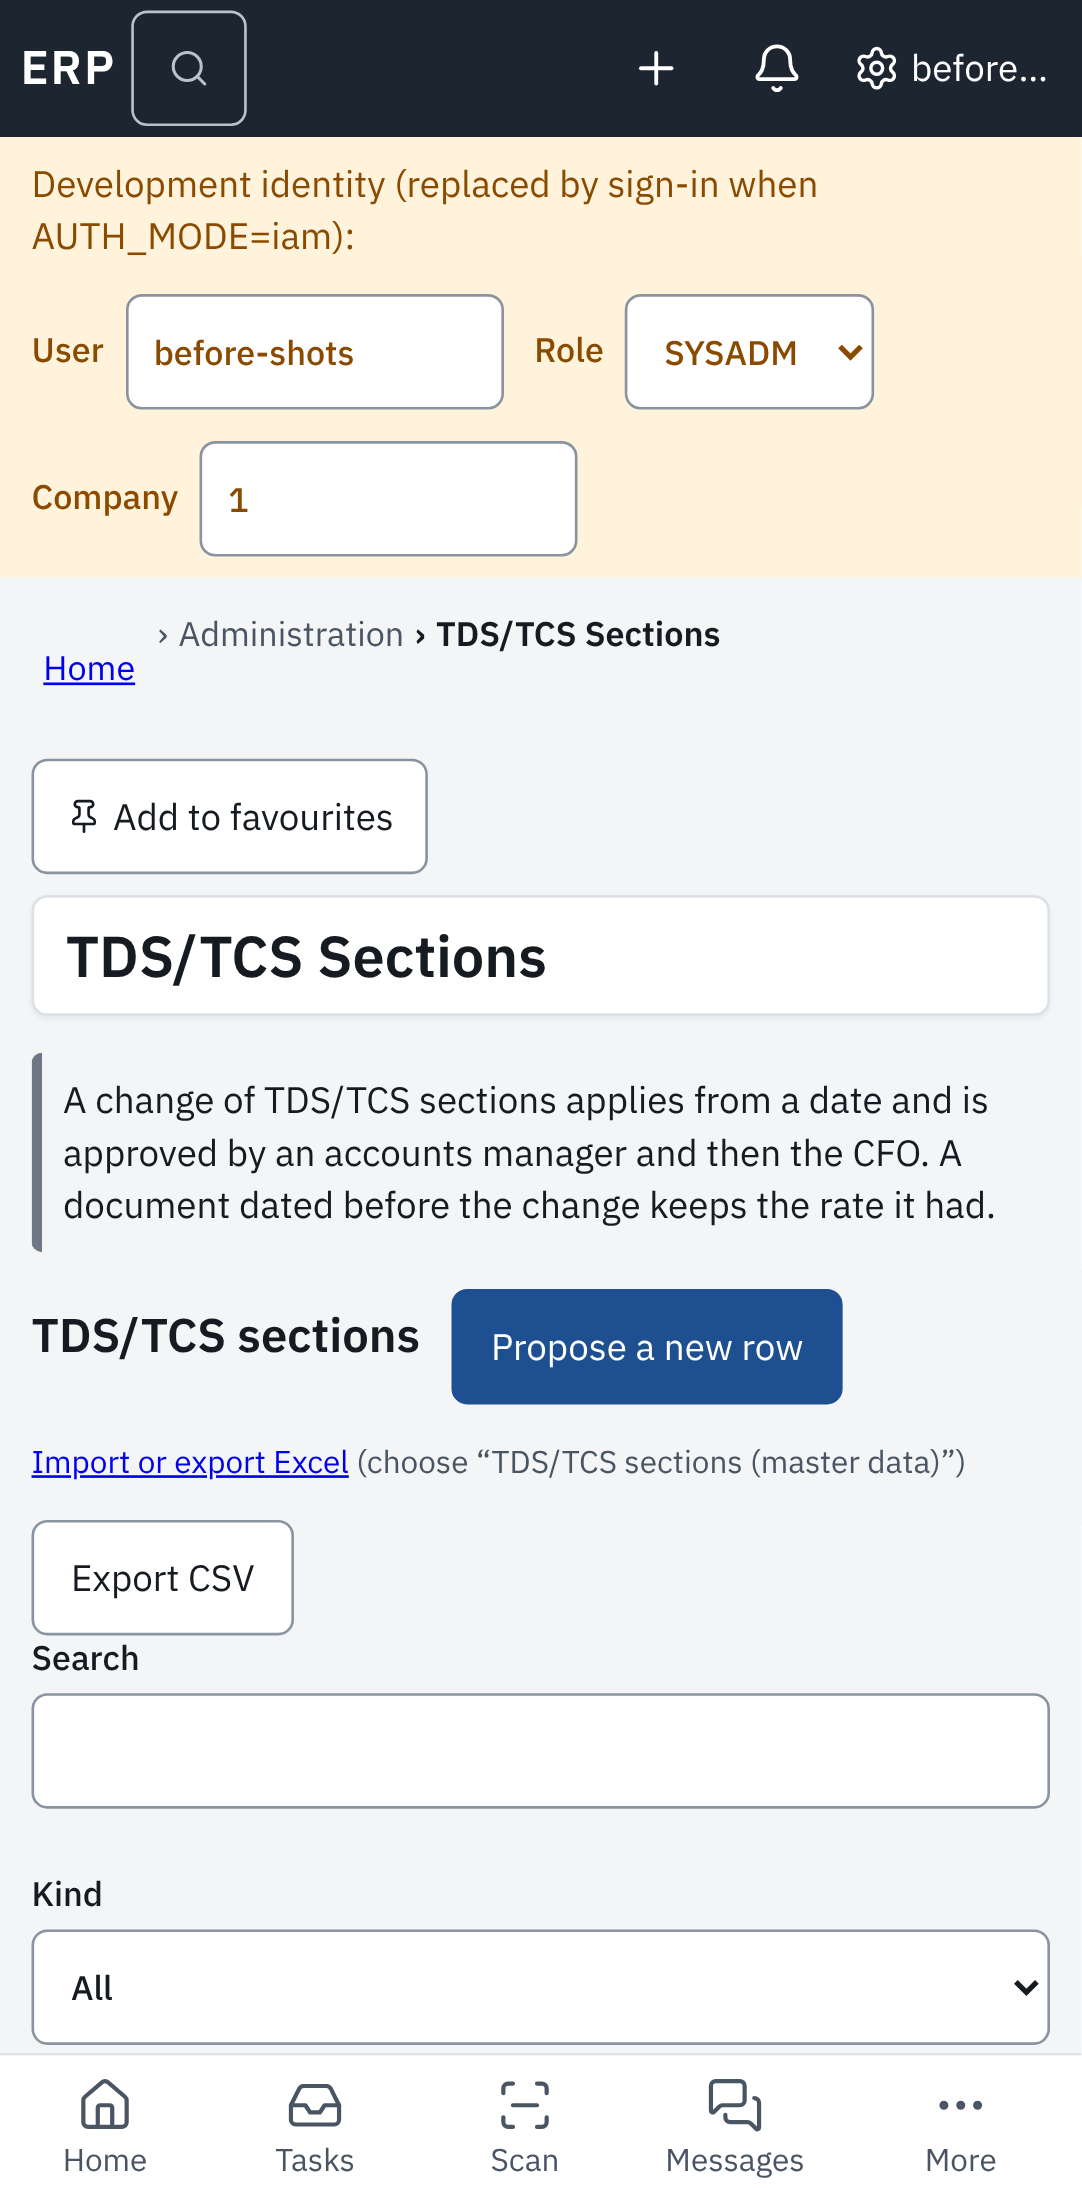 ERP
before...
Development identity (replaced by sign-in when
AUTH_MODE=iam):
User
before-shots
Role
SYSADM
Company
1
Home › Administration › TDS/TCS Sections
Add to favourites
TDS/TCS Sections
A change of TDS/TCS sections applies from a date and is
approved by an accounts manager and then the CFO. A
document dated before the change keeps the rate it had.
TDS/TCS sections
Propose a new row
Import or export Excel (choose “TDS/TCS sections (master data)”)
Export CSV
Search
Kind
All
Home
Tasks
Scan
Messages
More